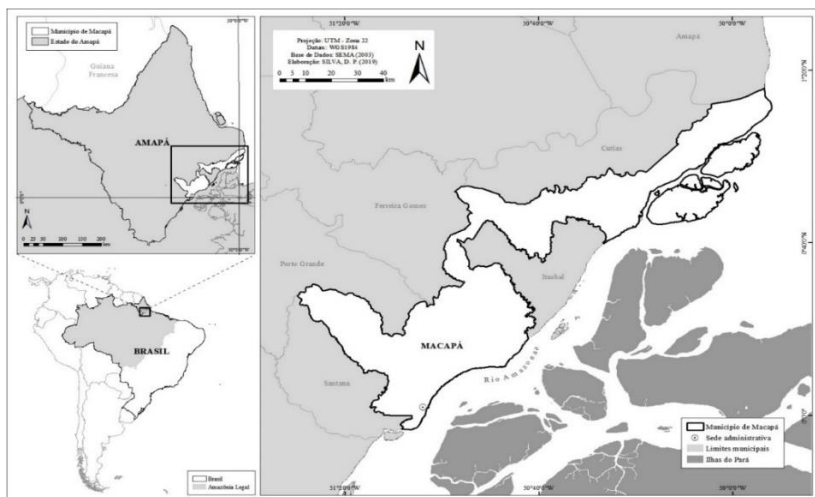 Município de Macapá
Estado do Amapá
Guiana
Francesa
AMAPÁ
N
BRASIL
Brasil
Amazônia Legal
51°20'0"
50°40'0"
Projeção: UTM - Zona 22
Datum: WGS1984
Base de Dados: SEMA (2003)
Elaboração: SILVA, D. P. (2019)
0 5 10 20 30 40
km
N
Amapá
Cutias
Ferreira Gomes
Porto Grande
Itaubal
MACAPÁ
Rio Amazonas
Santana
Município de Macapá
Sede administrativa
Limites municipais
Ilhas do Pará
51°20'0"
50°40'0"